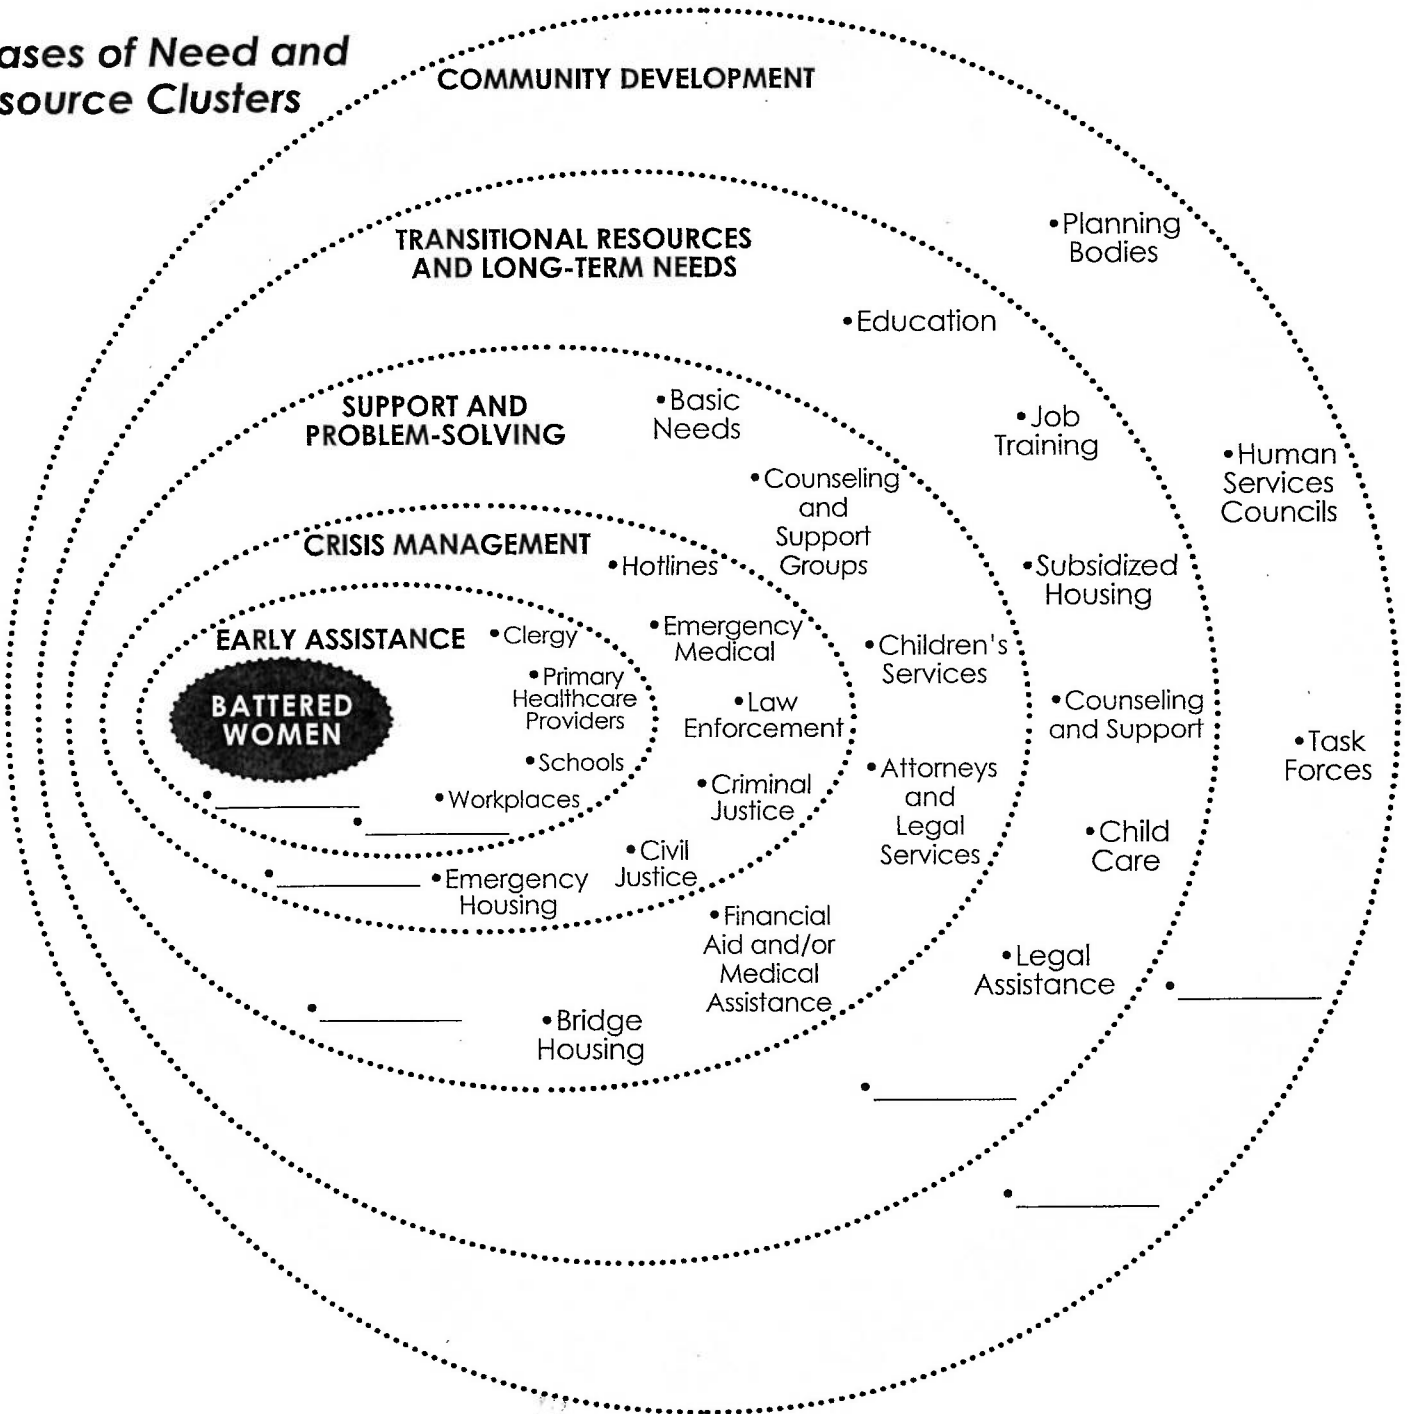 ases of Need and
source Clusters
COMMUNITY DEVELOPMENT
•Planning
Bodies
•Human
Services
Councils
•Task
Forces
•
•
TRANSITIONAL RESOURCES
AND LONG-TERM NEEDS
•Education
•Job
Training
•Subsidized
Housing
•Counseling
and Support
•Child
Care
•Legal
Assistance
•
SUPPORT AND
PROBLEM-SOLVING
•Basic
Needs
•Counseling
and
Support
Groups
•Children's
Services
•Attorneys
and
Legal
Services
•Financial
Aid and/or
Medical
Assistance
•Bridge
Housing
•
CRISIS MANAGEMENT
•Hotlines
•Emergency
Medical
•Law
Enforcement
•Criminal
Justice
•Civil
Justice
•Emergency
Housing
•
EARLY ASSISTANCE
•Clergy
•Primary
Healthcare
Providers
•Schools
•Workplaces
•
•
BATTERED
WOMEN